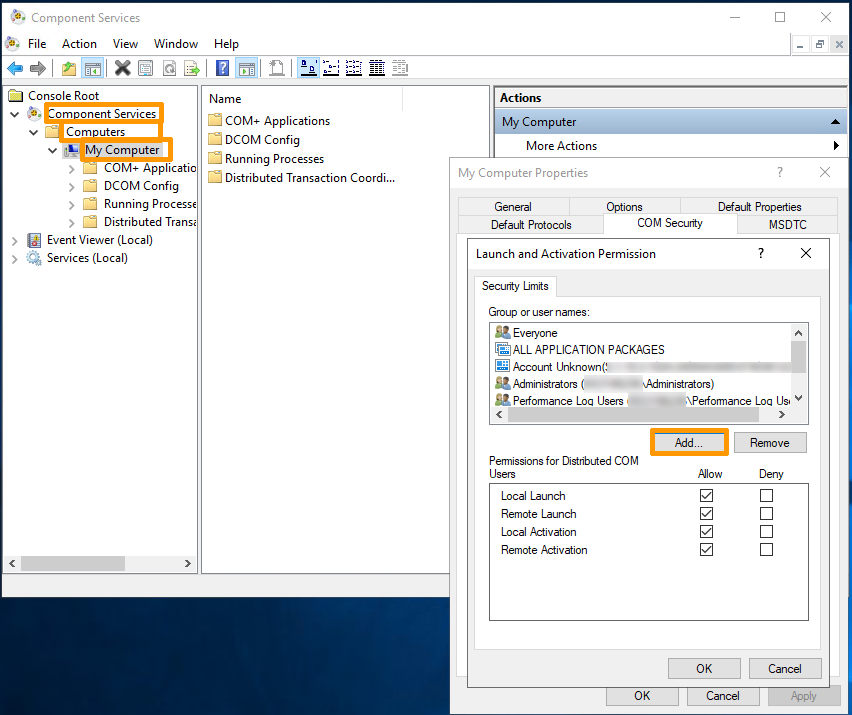 Component Services
File Action View Window Help
Console Root
Component Services
Computers
My Computer
COM+ Applicatio
DCOM Config
Running Processe
Distributed Transa
Event Viewer (Local)
Services (Local)
Name
COM+ Applications
DCOM Config
Running Processes
Distributed Transaction Coordi...
Actions
My Computer
More Actions
My Computer Properties
General Options Default Properties
Default Protocols COM Security MSDTC
Launch and Activation Permission
Security Limits
Group or user names:
Everyone
ALL APPLICATION PACKAGES
Account Unknown(
Administrators ( \Administrators)
Performance Log Users ( \Performance Log Use
Add... Remove
Permissions for Distributed COM
Users Allow Deny
Local Launch
Remote Launch
Local Activation
Remote Activation
OK Cancel
OK Cancel Apply